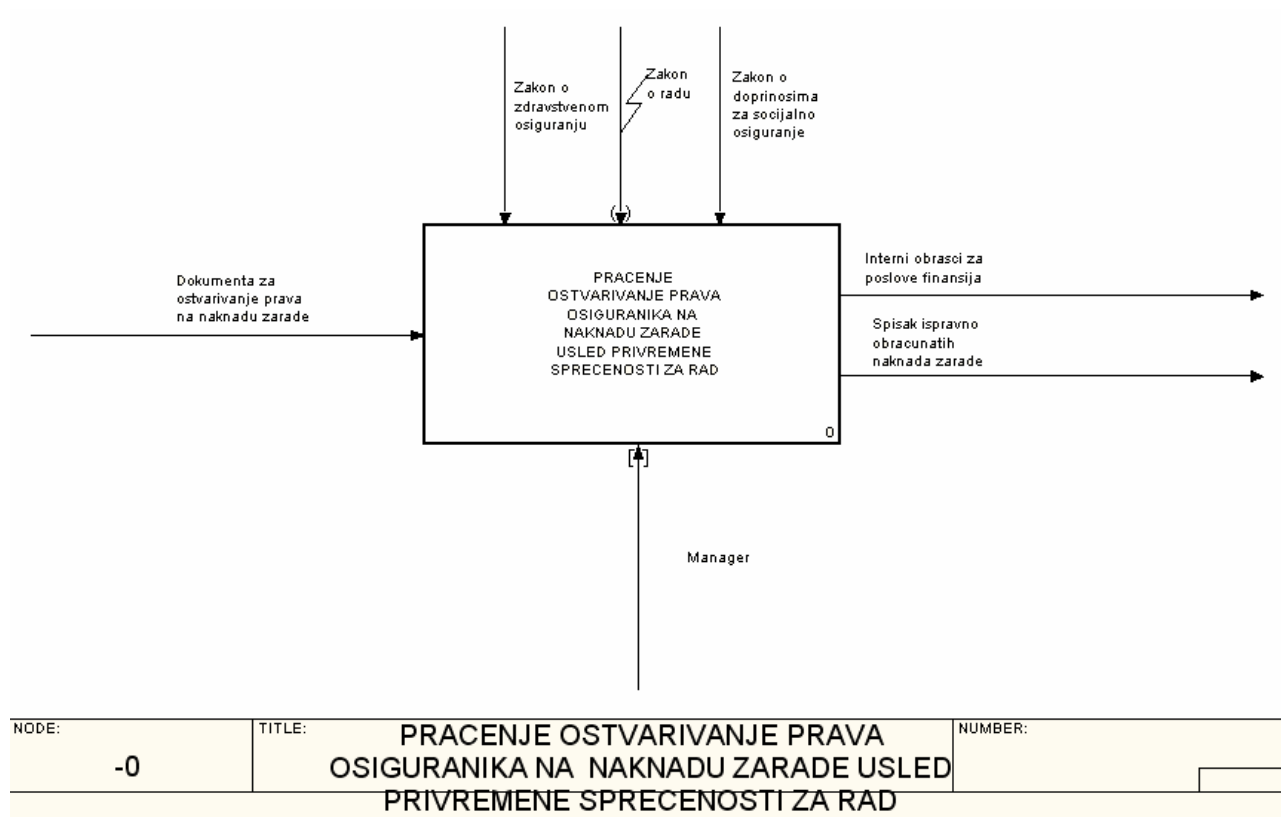 Zakon o
zdravstvenom
osiguranju
Zakon
o radu
Zakon o
doprinosima
za socijalno
osiguranje
( )
Dokumenta za
ostvarivanje prava
na naknadu zarade
PRACENJE
OSTVARIVANJE PRAVA
OSIGURANIKA NA
NAKNADU ZARADE
USLED PRIVREMENE
SPRECENOSTI ZA RAD
0
Interni obrasci za
poslove finansija
Spisak ispravno
obracunatih
naknada zarade
[ ]
Manager
NODE:
-0
TITLE:
PRACENJE OSTVARIVANJE PRAVA
OSIGURANIKA NA NAKNADU ZARADE USLED
PRIVREMENE SPRECENOSTI ZA RAD
NUMBER: